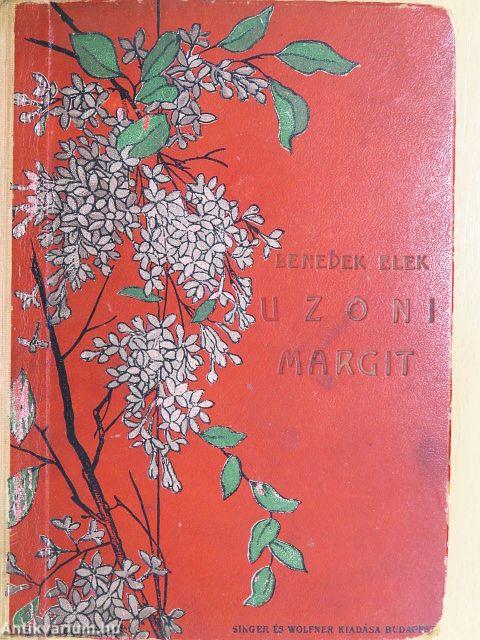 BENEDEK ELEK
UZONI
MARGIT
SINGER ÉS WOLFNER KIADÁSA BUDAPEST
Antikvarium.hu